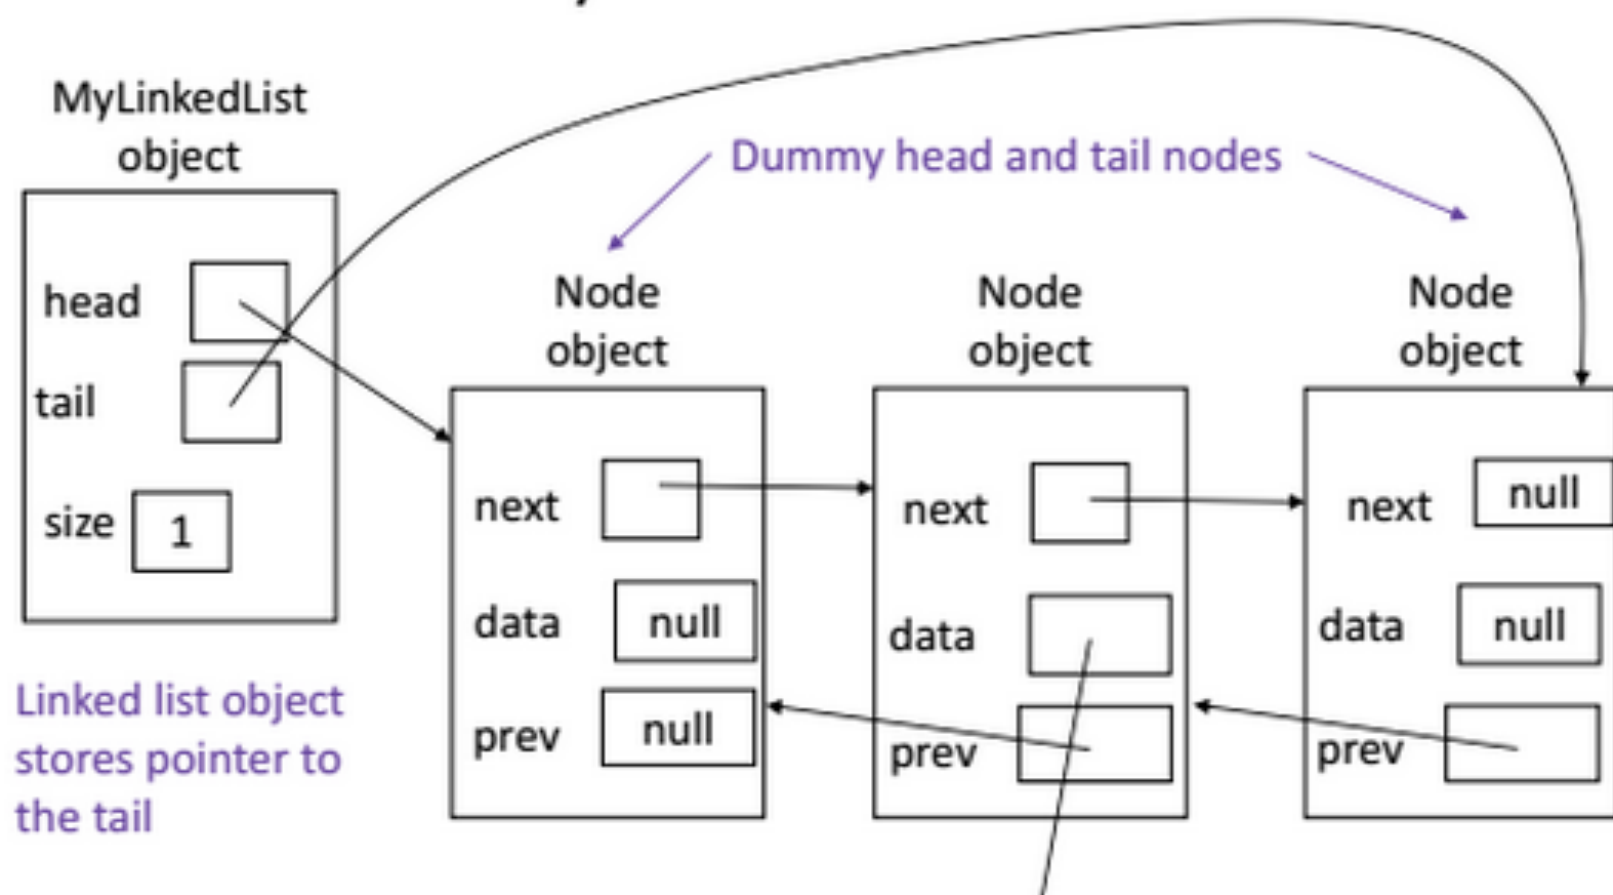 MyLinkedList
object
head
tail
size 1
Linked list object
stores pointer to
the tail
Dummy head and tail nodes
Node
object
next
data null
prev null
Node
object
next
data
prev
Node
object
next null
data null
prev